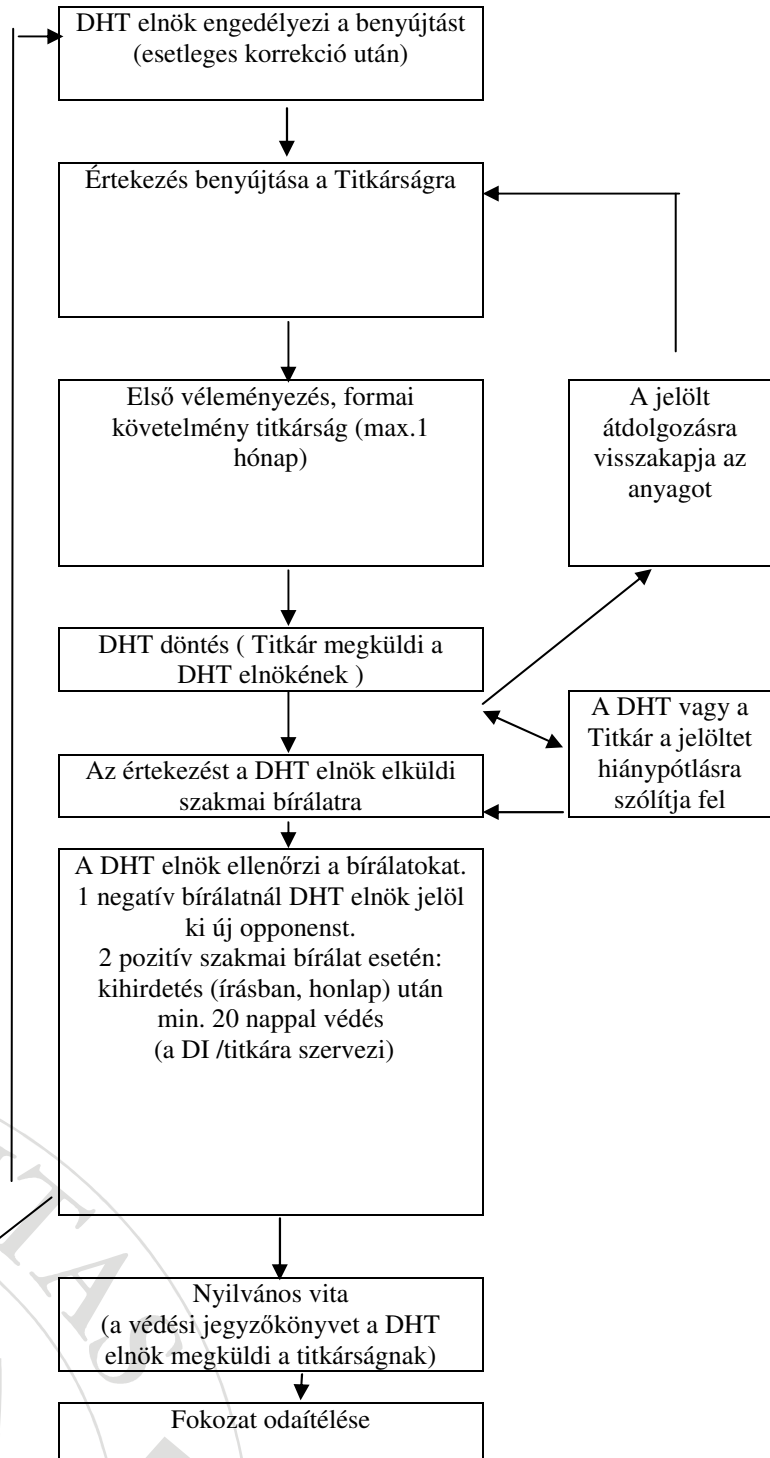 DHT elnök engedélyezi a benyújtást
(esetleges korrekció után)
Értekezés benyújtása a Titkárságra
Első véleményezés, formai
követelmény titkárság (max.1
hónap)
A jelölt
átdolgozásra
visszakapja az
anyagot
DHT döntés ( Titkár megküldi a
DHT elnökének )
A DHT vagy a
Titkár a jelöltet
hiánypótlásra
szólítja fel
Az értekezést a DHT elnök elküldi
szakmai bírálatra
A DHT elnök ellenőrzi a bírálatokat.
1 negatív bírálatnál DHT elnök jelöl
ki új opponenst.
2 pozitív szakmai bírálat esetén:
kihirdetés (írásban, honlap) után
min. 20 nappal védés
(a DI /titkára szervezi)
Nyilvános vita
(a védési jegyzőkönyvet a DHT
elnök megküldi a titkárságnak)
Fokozat odaítélése